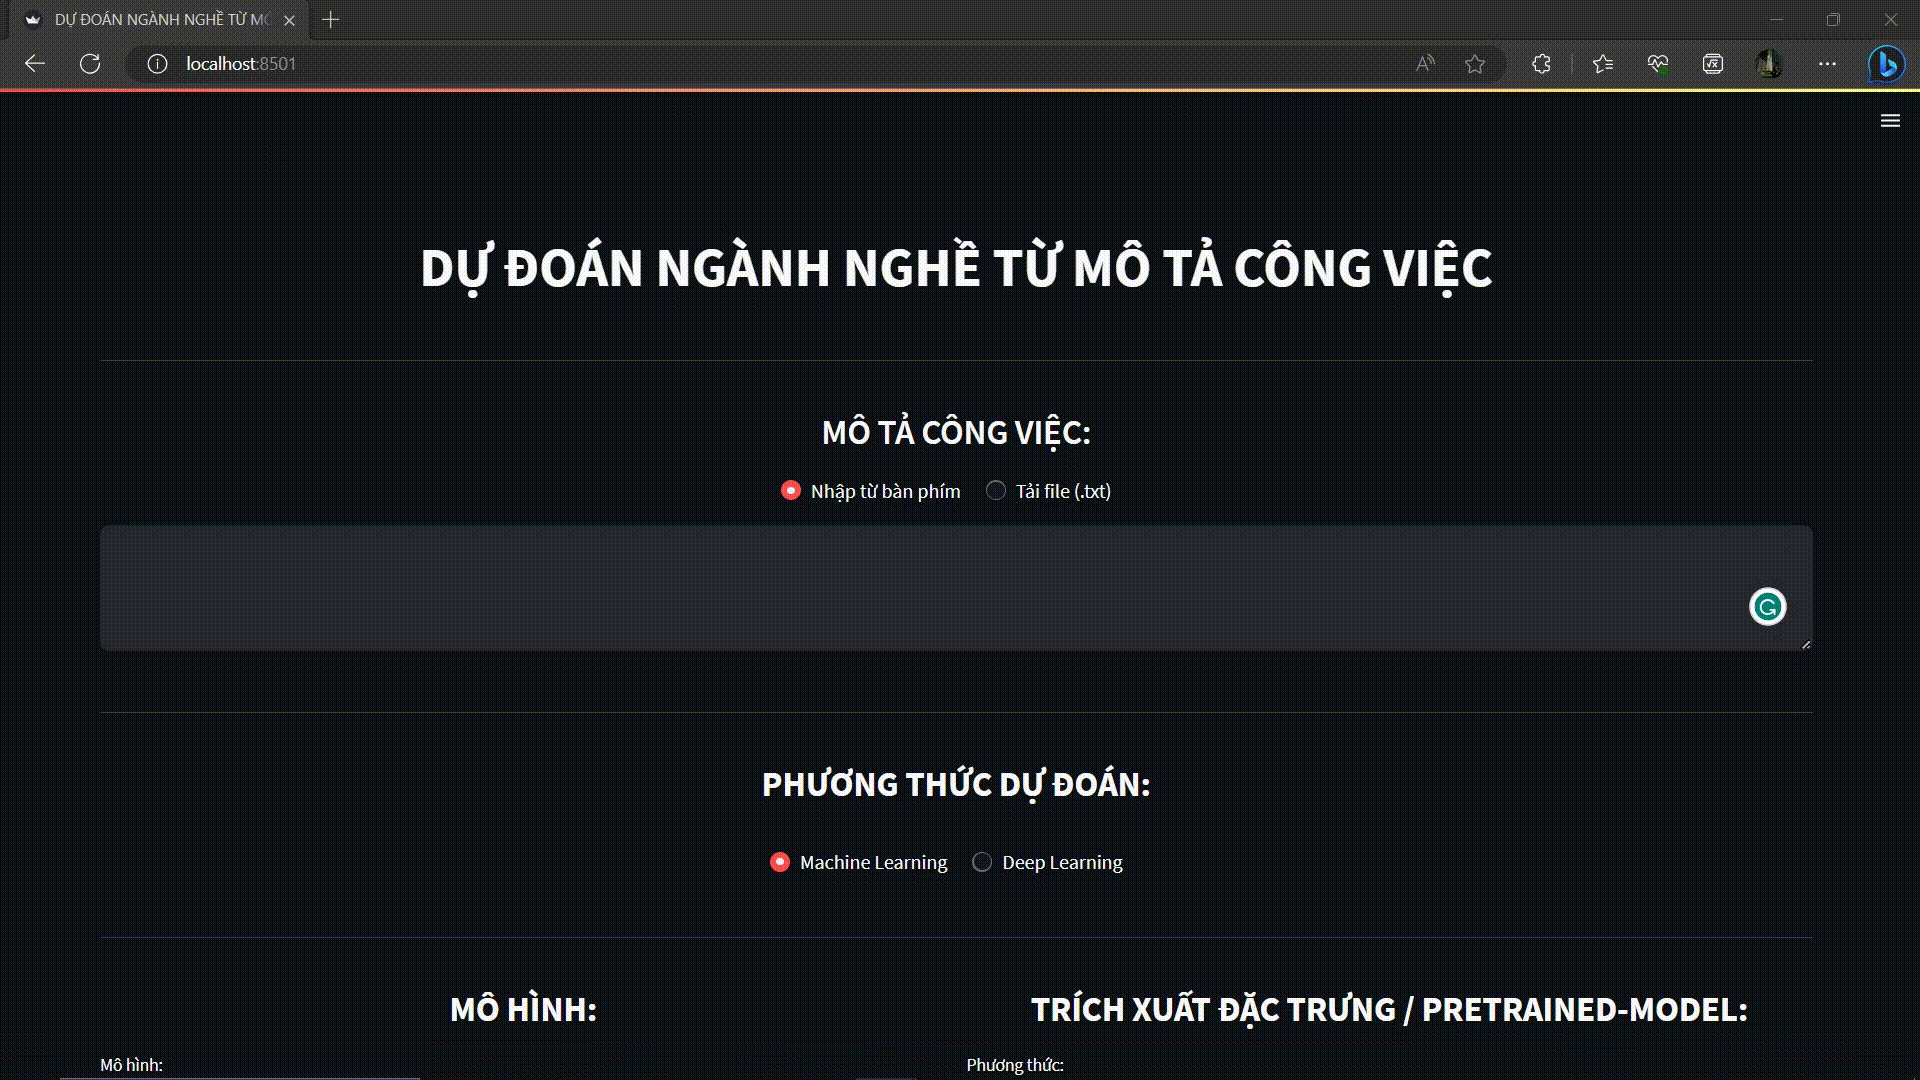 DỰ ĐOÁN NGÀNH NGHỀ TỪ MÔ
localhost:8501
DỰ ĐOÁN NGÀNH NGHỀ TỪ MÔ TẢ CÔNG VIỆC
MÔ TẢ CÔNG VIỆC:
Nhập từ bàn phím Tải file (.txt)
PHƯƠNG THỨC DỰ ĐOÁN:
Machine Learning Deep Learning
MÔ HÌNH: TRÍCH XUẤT ĐẶC TRƯNG / PRETRAINED-MODEL:
Mô hình: Phương thức: